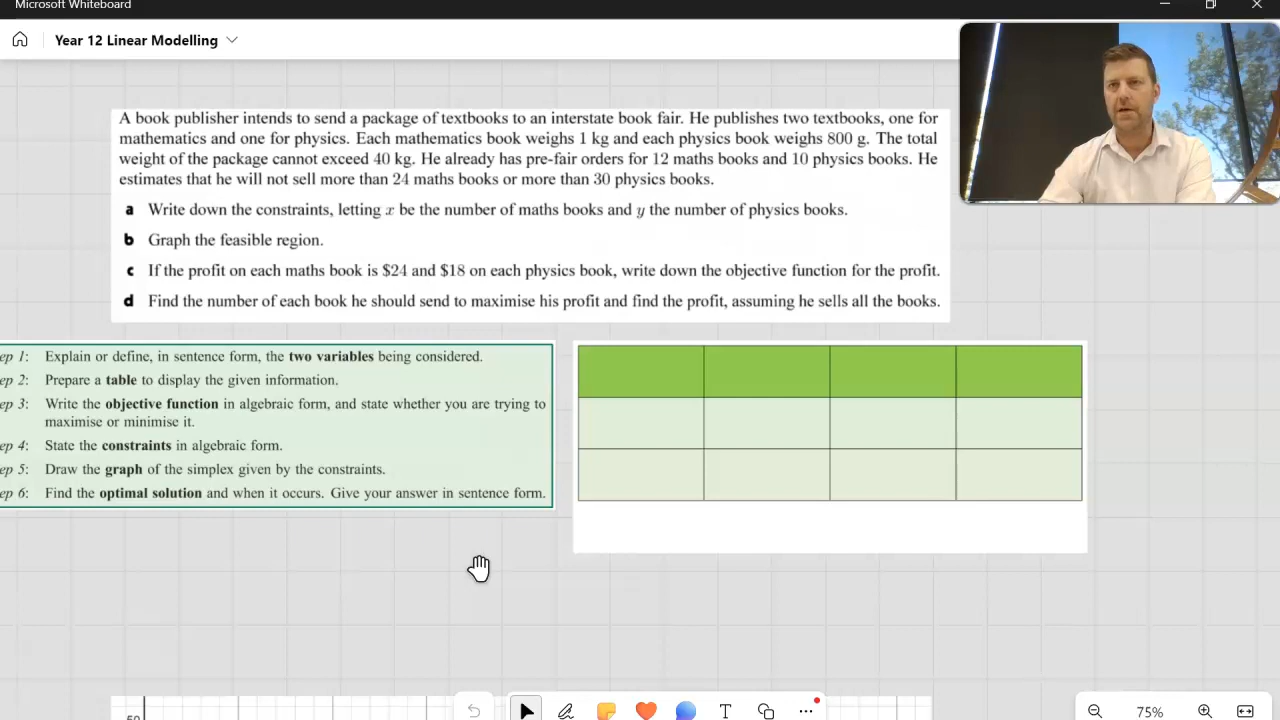 Microsoft Whiteboard
Year 12 Linear Modelling
A book publisher intends to send a package of textbooks to an interstate book fair. He publishes two textbooks, one for
mathematics and one for physics. Each mathematics book weighs 1 kg and each physics book weighs 800 g. The total
weight of the package cannot exceed 40 kg. He already has pre-fair orders for 12 maths books and 10 physics books. He
estimates that he will not sell more than 24 maths books or more than 30 physics books.
a Write down the constraints, letting x be the number of maths books and y the number of physics books.
b Graph the feasible region.
c If the profit on each maths book is $24 and $18 on each physics book, write down the objective function for the profit.
d Find the number of each book he should send to maximise his profit and find the profit, assuming he sells all the books.
ep 1: Explain or define, in sentence form, the two variables being considered.
ep 2: Prepare a table to display the given information.
ep 3: Write the objective function in algebraic form, and state whether you are trying to
maximise or minimise it.
ep 4: State the constraints in algebraic form.
ep 5: Draw the graph of the simplex given by the constraints.
ep 6: Find the optimal solution and when it occurs. Give your answer in sentence form.
50
75%